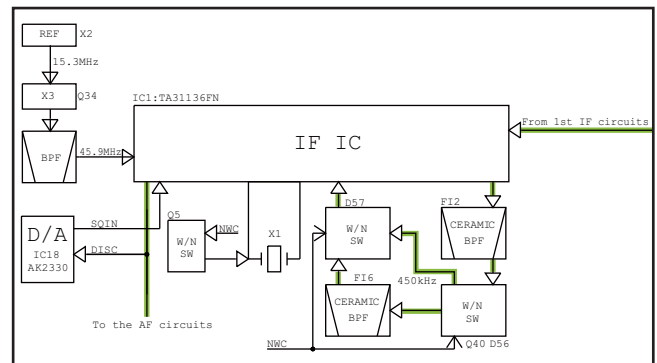 REF
X2
15.3MHz
X3
Q34
BPF
45.9MHz
IC1:TA31136FN
IF IC
From 1st IF circuits
D/A
IC18
AK2330
SQIN
DISC
Q5
W/N
SW
NWC
X1
D57
W/N
SW
FI2
CERAMIC
BPF
FI6
CERAMIC
BPF
450kHz
W/N
SW
To the AF circuits
NWC
Q40 D56